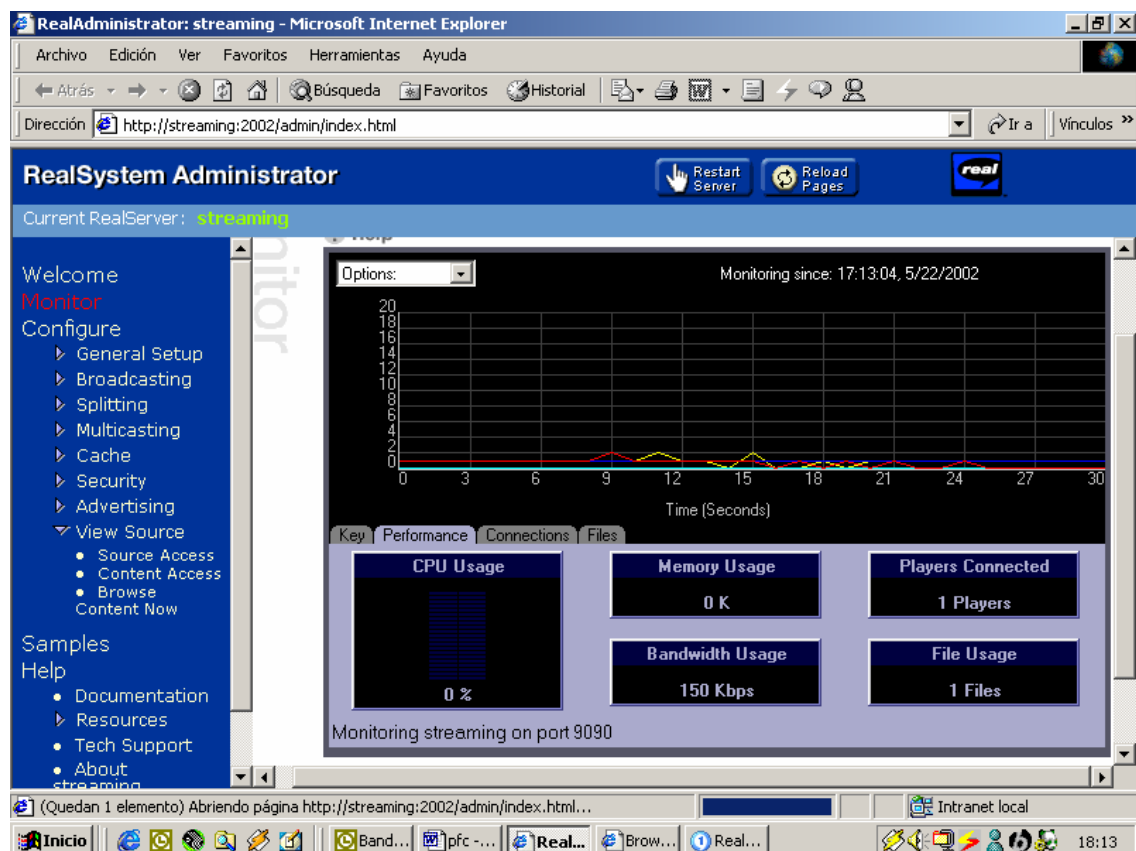 RealAdministrator: streaming - Microsoft Internet Explorer
Archivo Edición Ver Favoritos Herramientas Ayuda
Atrás Búsqueda Favoritos Historial
Dirección http://streaming:2002/admin/index.html Ir a Vínculos »
RealSystem Administrator
Restart Server
Reload Pages
real
Current RealServer: streaming
Welcome
Monitor
Configure
General Setup
Broadcasting
Splitting
Multicasting
Cache
Security
Advertising
View Source
Source Access
Content Access
Browse
Content Now
Samples
Help
Documentation
Resources
Tech Support
About
streaming
nitor
Help
Options:
Monitoring since: 17:13:04, 5/22/2002
20
18
16
14
12
10
8
6
4
2
0
0 3 6 9 12 15 18 21 24 27 30
Time (Seconds)
Key Performance Connections Files
CPU Usage
0 %
Memory Usage
0 K
Players Connected
1 Players
Bandwidth Usage
150 Kbps
File Usage
1 Files
Monitoring streaming on port 9090
(Quedan 1 elemento) Abriendo página http://streaming:2002/admin/index.html...
Intranet local
Inicio Band... pfc -... Real... Brow... Real... 18:13